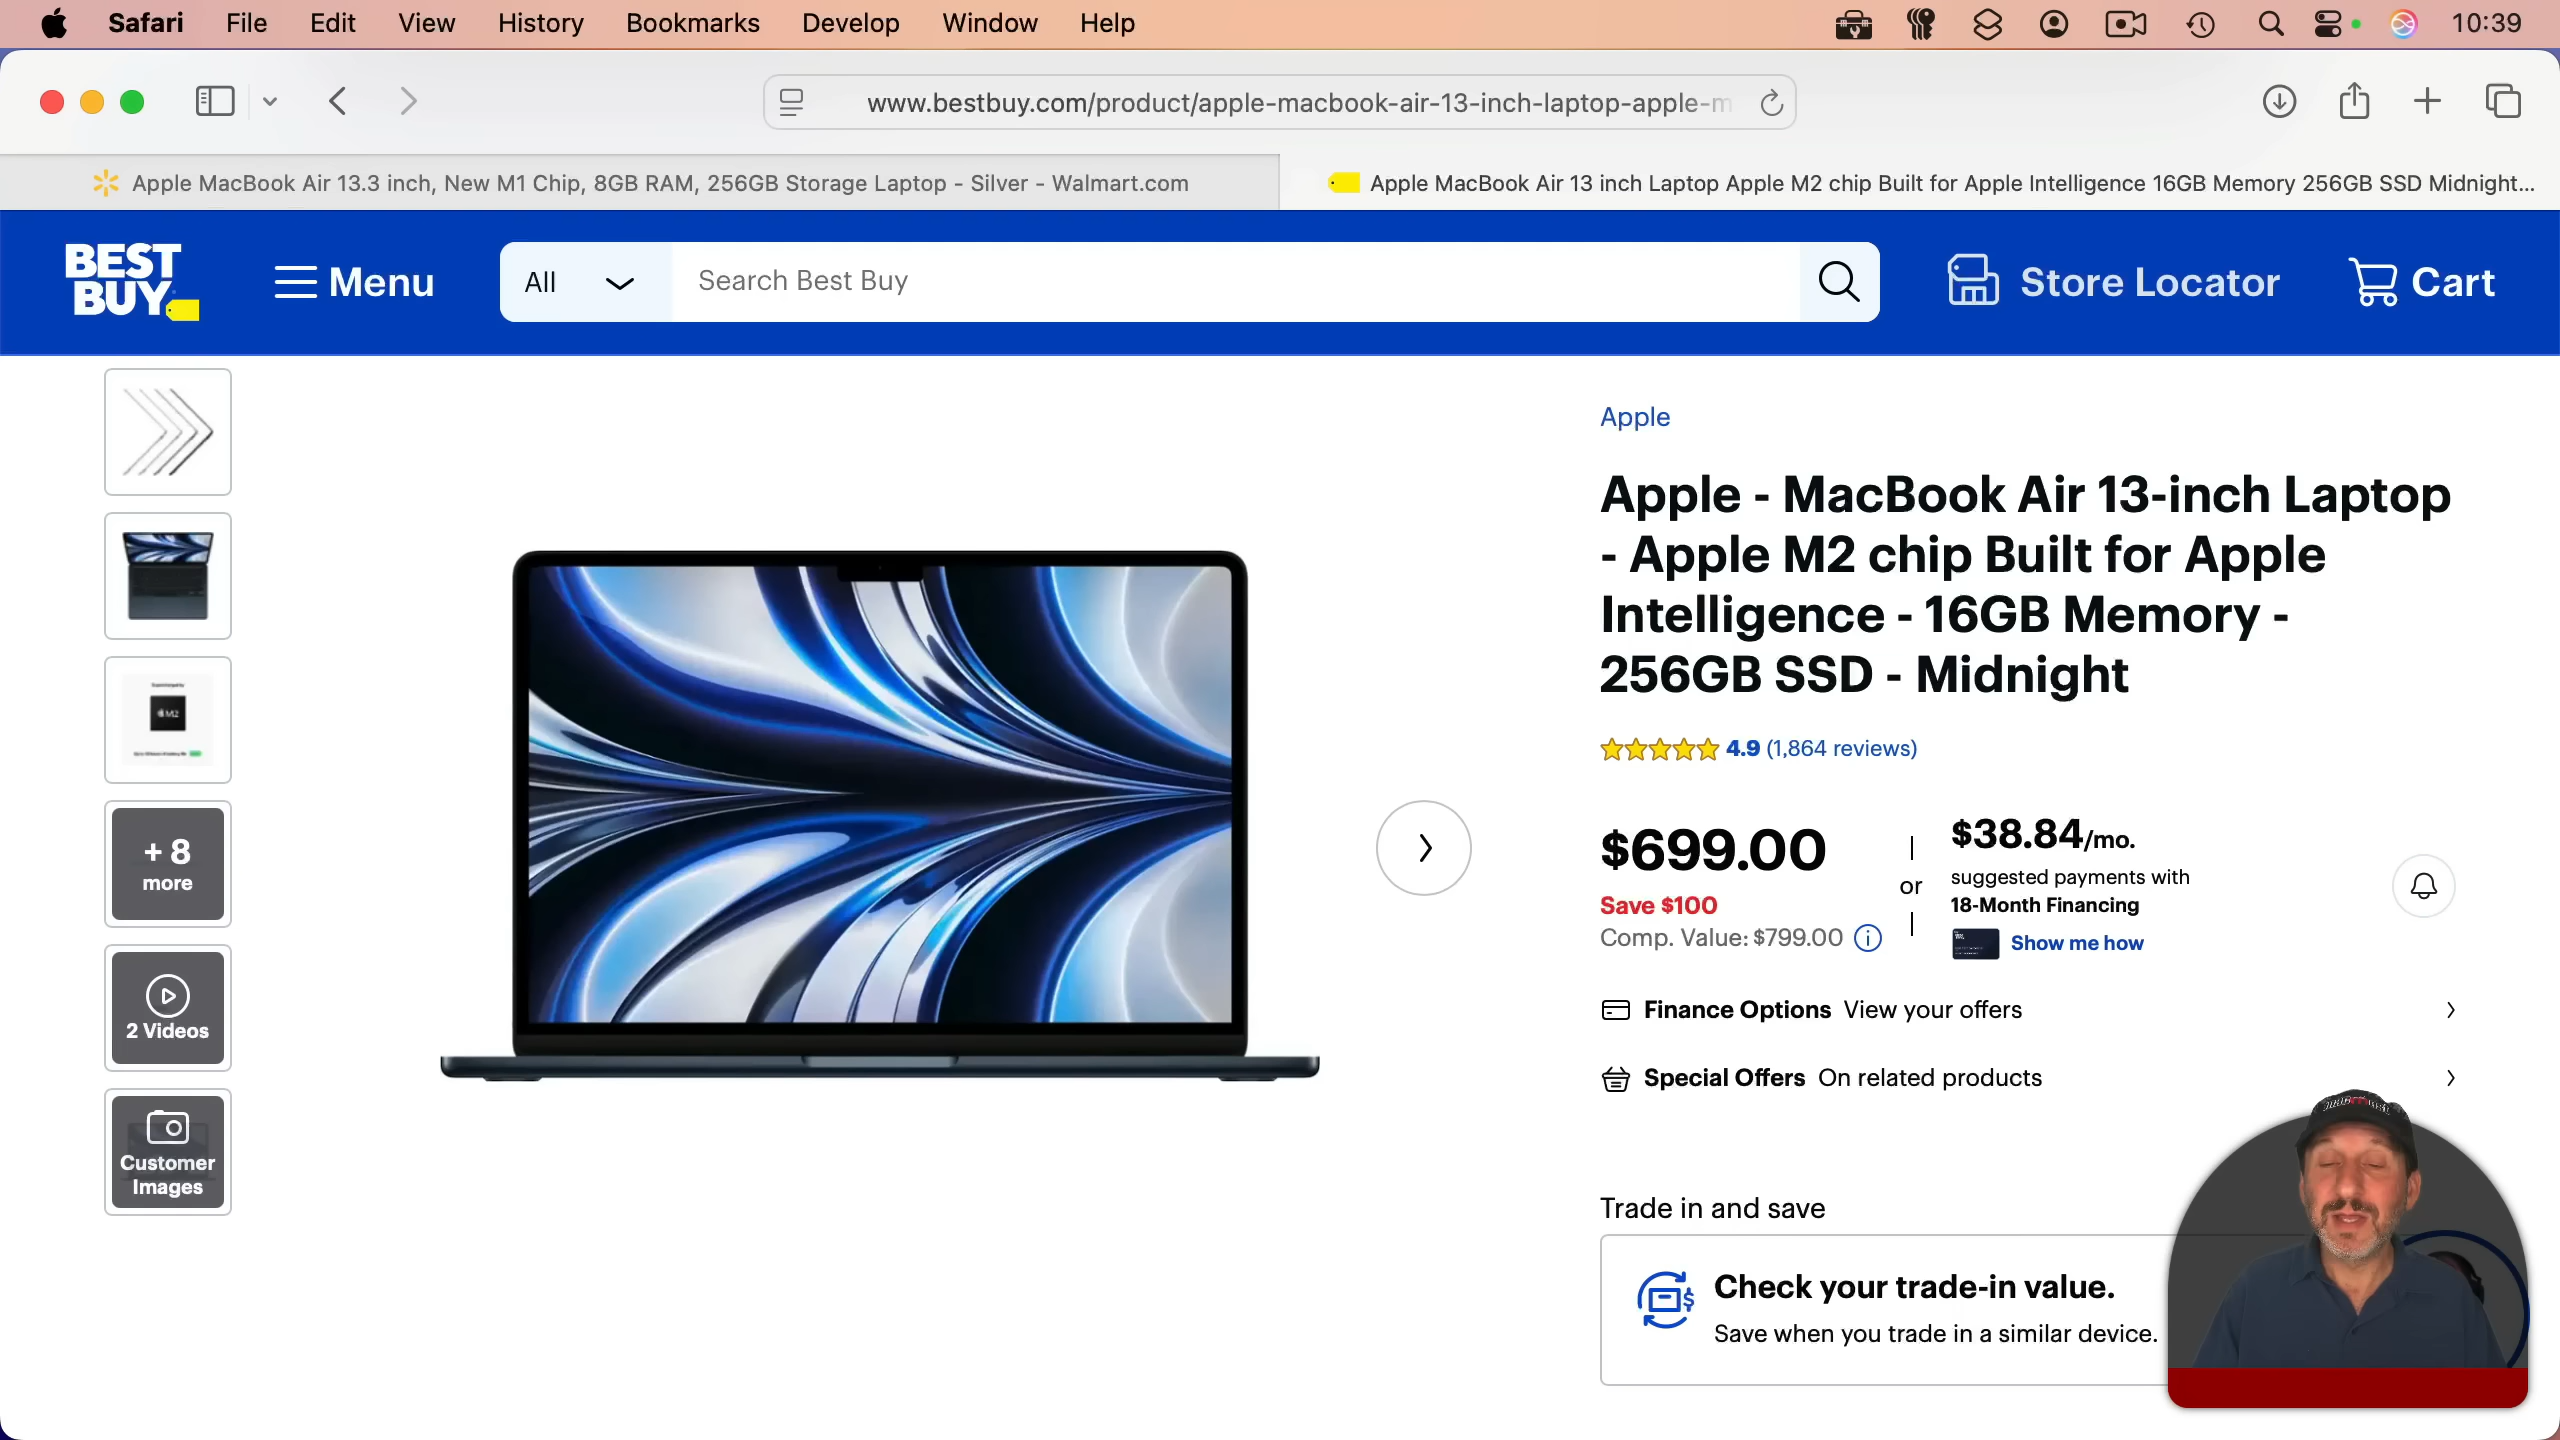 Safari File Edit View History Bookmarks Develop Window Help 10:39
www.bestbuy.com/product/apple-macbook-air-13-inch-laptop-apple-m
Apple MacBook Air 13.3 inch, New M1 Chip, 8GB RAM, 256GB Storage Laptop - Silver - Walmart.com
Apple MacBook Air 13 inch Laptop Apple M2 chip Built for Apple Intelligence 16GB Memory 256GB SSD Midnight...
BEST
BUY
Menu
All
Search Best Buy
Store Locator
Cart
M2
+ 8
more
2 Videos
Customer
Images
Apple
Apple - MacBook Air 13-inch Laptop
- Apple M2 chip Built for Apple
Intelligence - 16GB Memory -
256GB SSD - Midnight
4.9 (1,864 reviews)
$699.00
Save $100
Comp. Value: $799.00
or
$38.84/mo.
suggested payments with
18-Month Financing
Show me how
Finance Options View your offers
Special Offers On related products
Trade in and save
Check your trade-in value.
Save when you trade in a similar device.